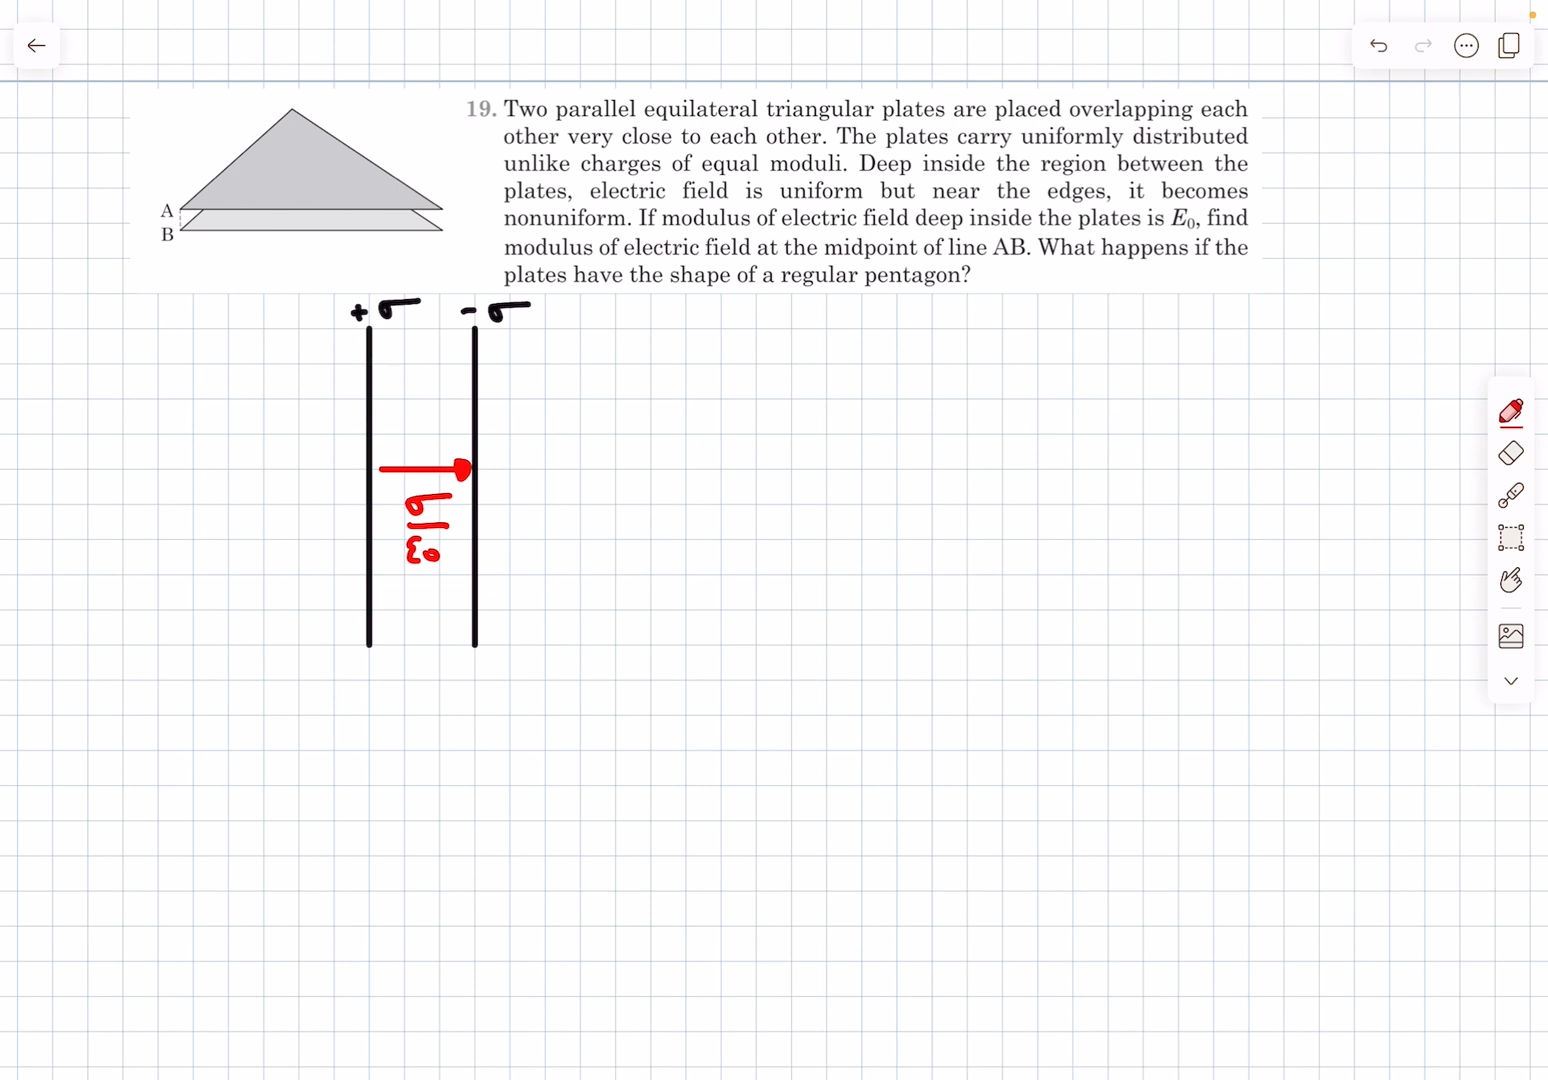 19. Two parallel equilateral triangular plates are placed overlapping each
other very close to each other. The plates carry uniformly distributed
unlike charges of equal moduli. Deep inside the region between the
plates, electric field is uniform but near the edges, it becomes
nonuniform. If modulus of electric field deep inside the plates is E₀, find
modulus of electric field at the midpoint of line AB. What happens if the
plates have the shape of a regular pentagon?
A
B
+σ
-σ
σ/ε₀